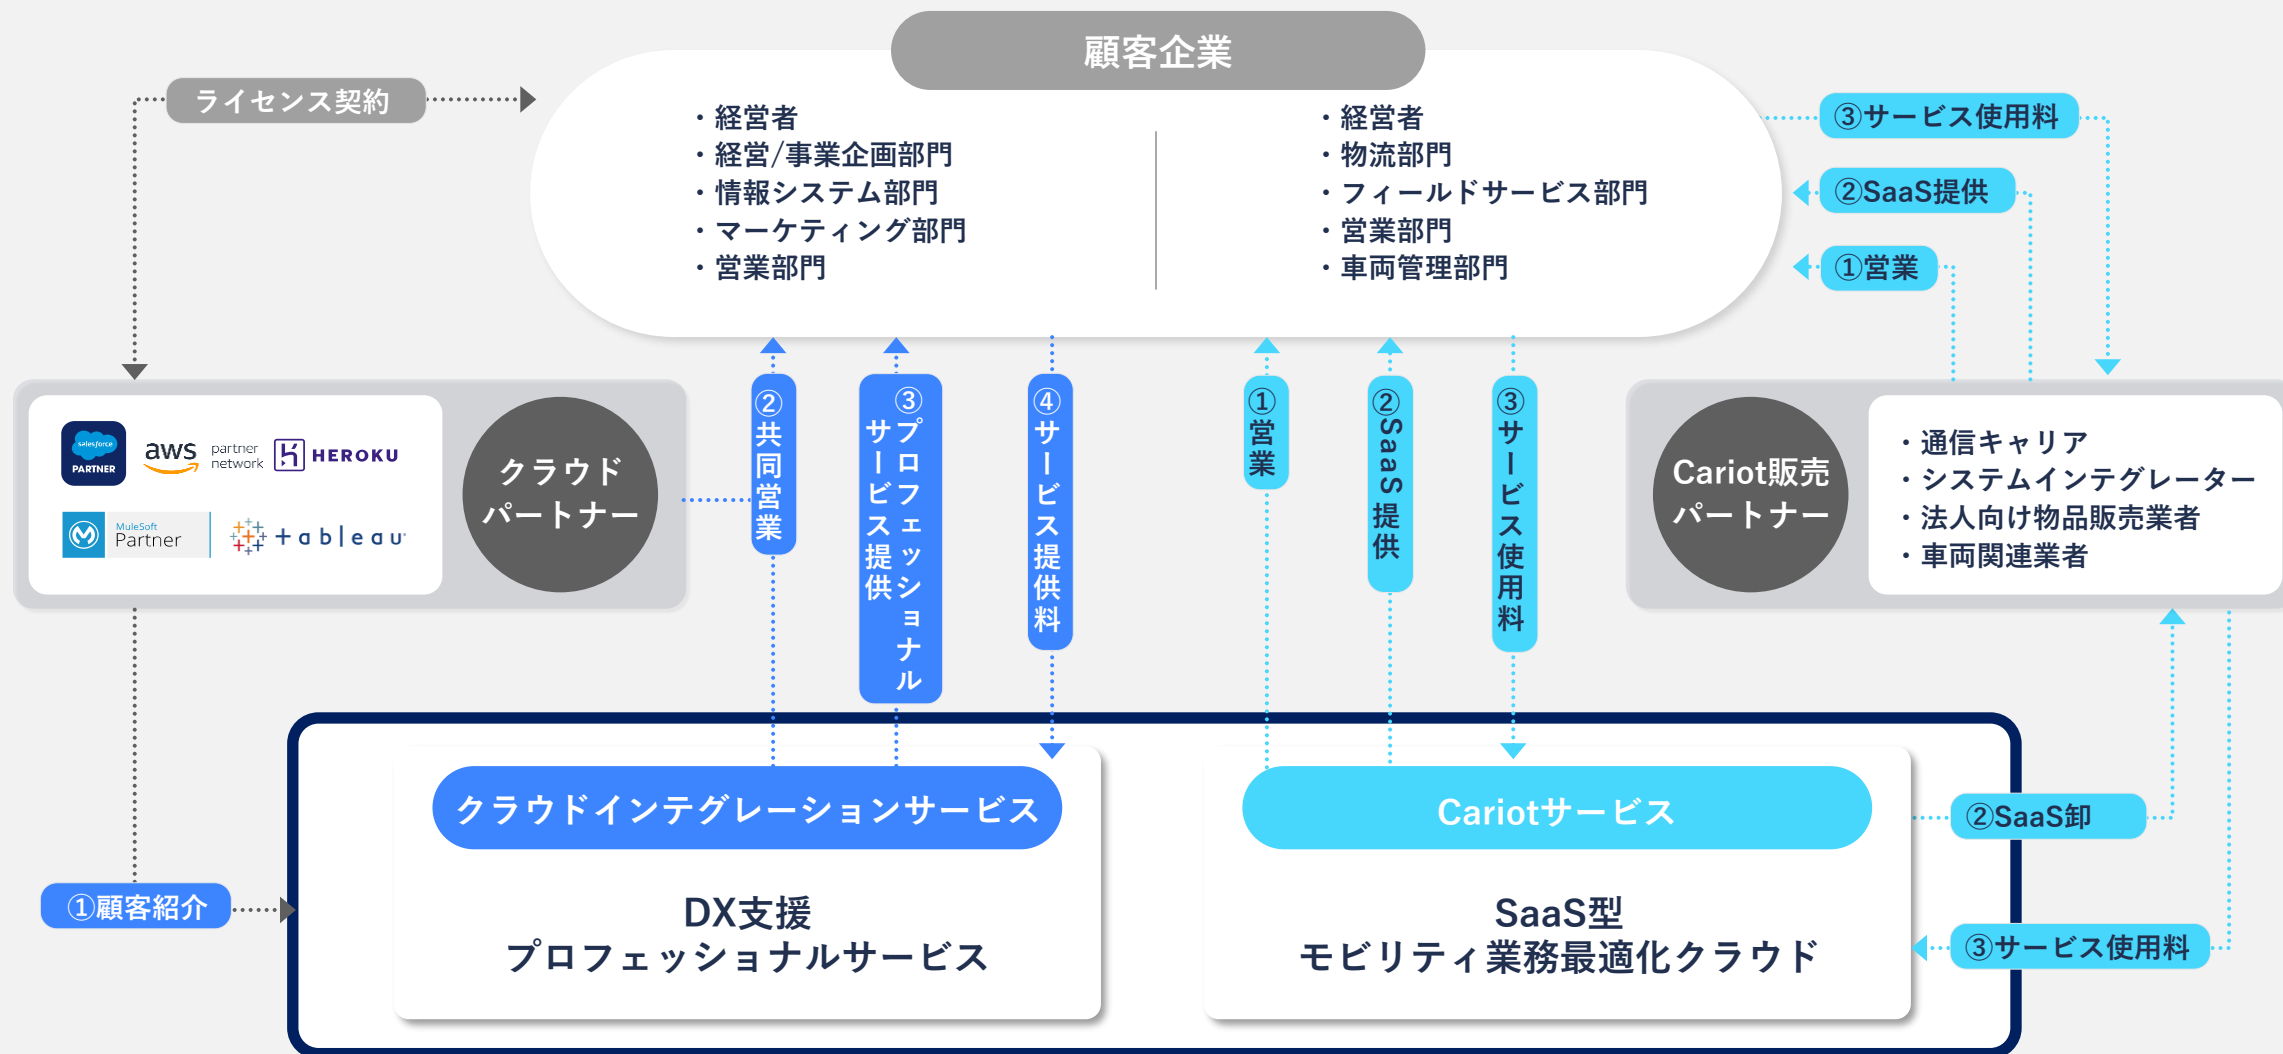 顧客企業
ライセンス契約
・経営者
・経営/事業企画部門
・情報システム部門
・マーケティング部門
・営業部門
・経営者
・物流部門
・フィールドサービス部門
・営業部門
・車両管理部門
③サービス使用料
②SaaS提供
①営業
salesforce
PARTNER
aws
partner
network
HEROKU
MuleSoft
Partner
+ableau
クラウド
パートナー
②共同営業
③プロフェッショナル
サービス提供
④サービス提供料
①営業
②SaaS提供
③サービス使用料
Cariot販売
パートナー
・通信キャリア
・システムインテグレーター
・法人向け物品販売業者
・車両関連業者
クラウドインテグレーションサービス
DX支援
プロフェッショナルサービス
Cariotサービス
SaaS型
モビリティ業務最適化クラウド
①顧客紹介
②SaaS卸
③サービス使用料